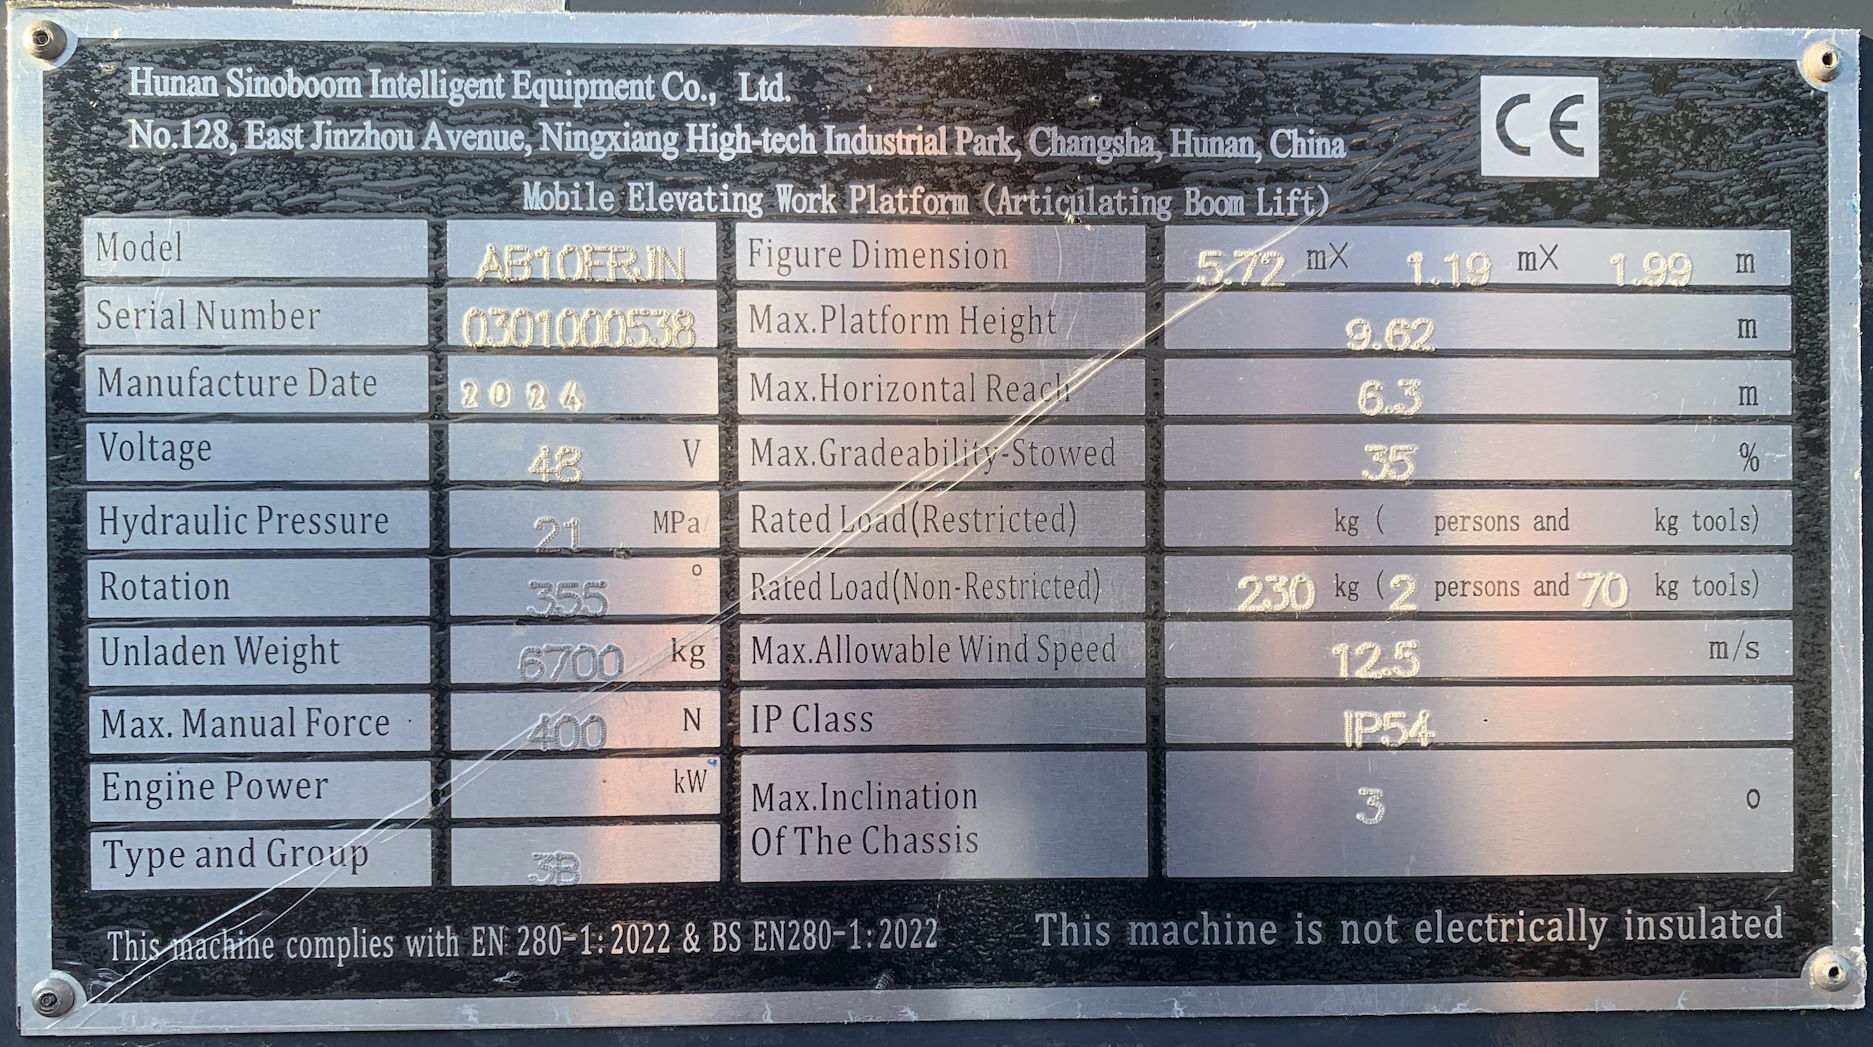 Hunan Sinoboom Intelligent Equipment Co., Ltd.
No.128, East Jinzhou Avenue, Ningxiang High-tech Industrial Park, Changsha, Hunan, China
CE
Mobile Elevating Work Platform (Articulating Boom Lift)
Model AB10ERJN
Serial Number 0301000538
Manufacture Date 2024
Voltage 48 V
Hydraulic Pressure 21 MPa
Rotation 355 °
Unladen Weight 6700 kg
Max. Manual Force 400 N
Engine Power kW
Type and Group 3B
Figure Dimension 5.72 mX 1.19 mX 1.99 m
Max.Platform Height 9.62 m
Max.Horizontal Reach 6.3 m
Max.Gradeability-Stowed 35 %
Rated Load(Restricted) kg ( persons and kg tools)
Rated Load(Non-Restricted) 230 kg (2 persons and 70 kg tools)
Max.Allowable Wind Speed 12.5 m/s
IP Class IP54
Max.Inclination
Of The Chassis 3 °
This machine complies with EN 280-1:2022 & BS EN280-1:2022
This machine is not electrically insulated